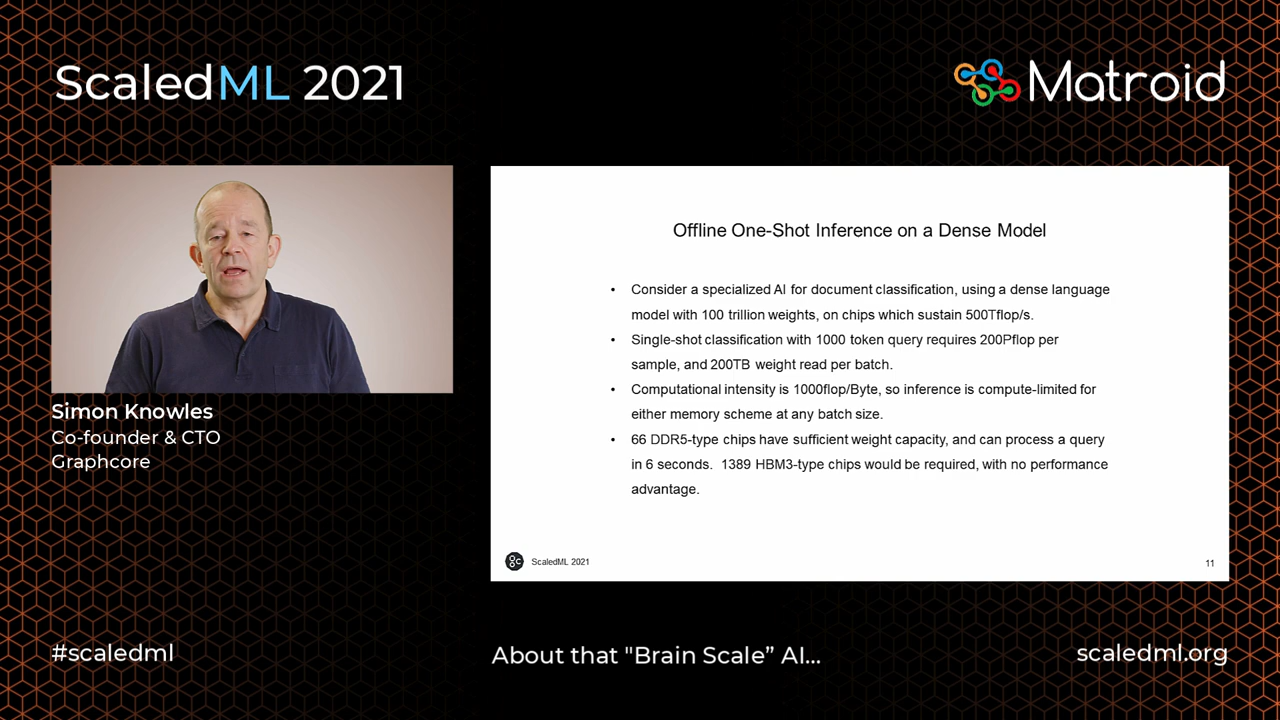 ScaledML 2021
Matroid
Simon Knowles
Co-founder & CTO
Graphcore
Offline One-Shot Inference on a Dense Model
• Consider a specialized AI for document classification, using a dense language
model with 100 trillion weights, on chips which sustain 500Tflop/s.
• Single-shot classification with 1000 token query requires 200Pflop per
sample, and 200TB weight read per batch.
• Computational intensity is 1000flop/Byte, so inference is compute-limited for
either memory scheme at any batch size.
• 66 DDR5-type chips have sufficient weight capacity, and can process a query
in 6 seconds.  1389 HBM3-type chips would be required, with no performance
advantage.
ScaledML 2021
11
#scaledml
About that "Brain Scale” AI...
scaledml.org